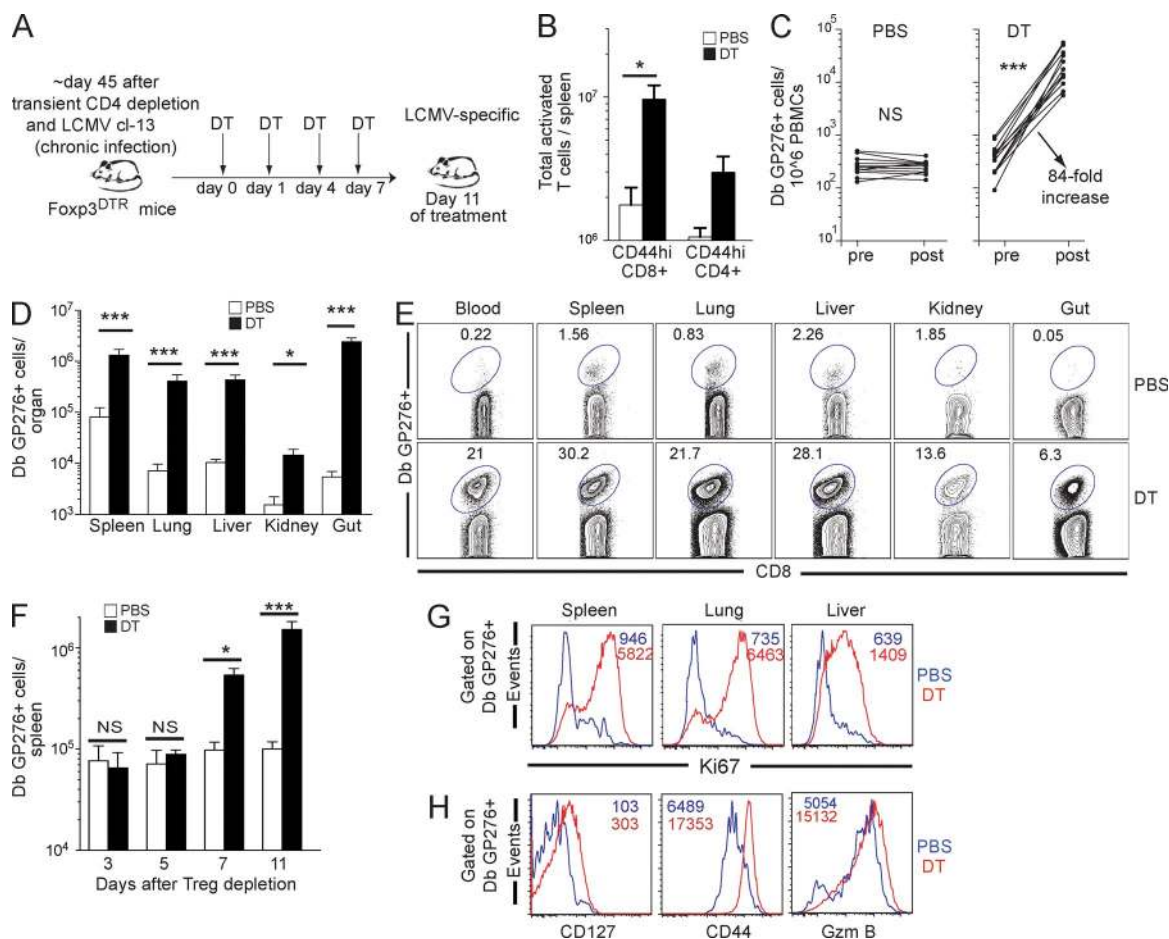 A
~day 45 after
transient CD4 depletion
and LCMV cl-13
(chronic infection)
Foxp3DTR mice
DT DT DT DT
day 0 day 1 day 4 day 7
LCMV-specific
Day 11
of treatment
B
PBS
DT
Total activated
T cells / spleen
10^7
10^6
*
CD44hi
CD8+
CD44hi
CD4+
C
Db GP276+ cells/
10^6 PBMCs
10^5
10^4
10^3
10^2
10^1
PBS
NS
pre post
DT
***
84-fold
increase
pre post
D
PBS
DT
Db GP276+ cells/
organ
10^7
10^6
10^5
10^4
10^3
*** *** *** * ***
Spleen Lung Liver Kidney Gut
E
Blood Spleen Lung Liver Kidney Gut
0.22 1.56 0.83 2.26 1.85 0.05
PBS
21 30.2 21.7 28.1 13.6 6.3
DT
Db GP276+
CD8
F
PBS
DT
Db GP276+ cells/
spleen
10^6
10^5
10^4
NS NS * ***
3 5 7 11
Days after Treg depletion
G
Spleen Lung Liver
Gated on
Db GP276+
Events
946 735 639
5822 6463 1409
PBS
DT
Ki67
H
Gated on
Db GP276+
Events
103 6489 5054
303 17353 15132
PBS
DT
CD127 CD44 Gzm B